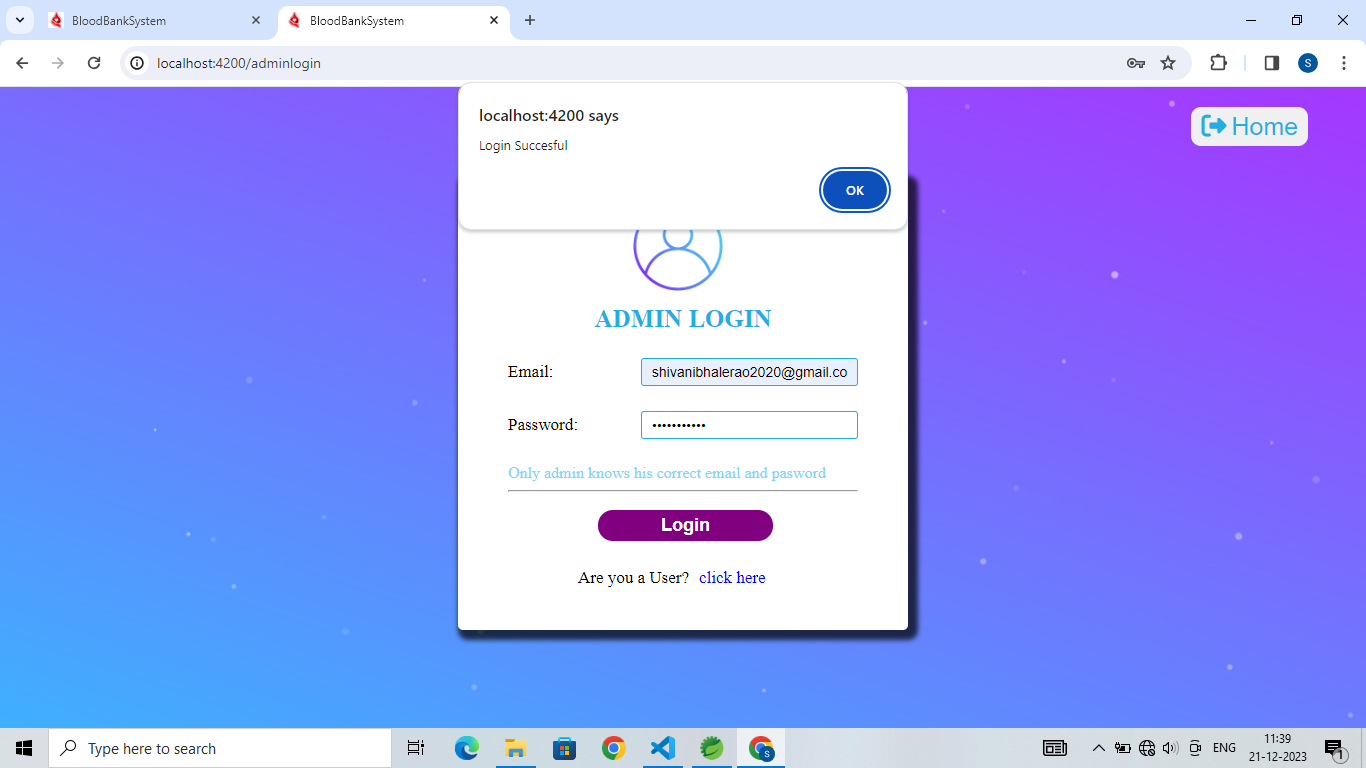 BloodBankSystem
BloodBankSystem
localhost:4200/adminlogin
S
localhost:4200 says
Login Succesful
OK
Home
ADMIN LOGIN
Email: shivanibhalerao2020@gmail.co
Password: •••••••••••
Only admin knows his correct email and pasword
Login
Are you a User? click here
Type here to search
S
ENG
11:39
21-12-2023
1